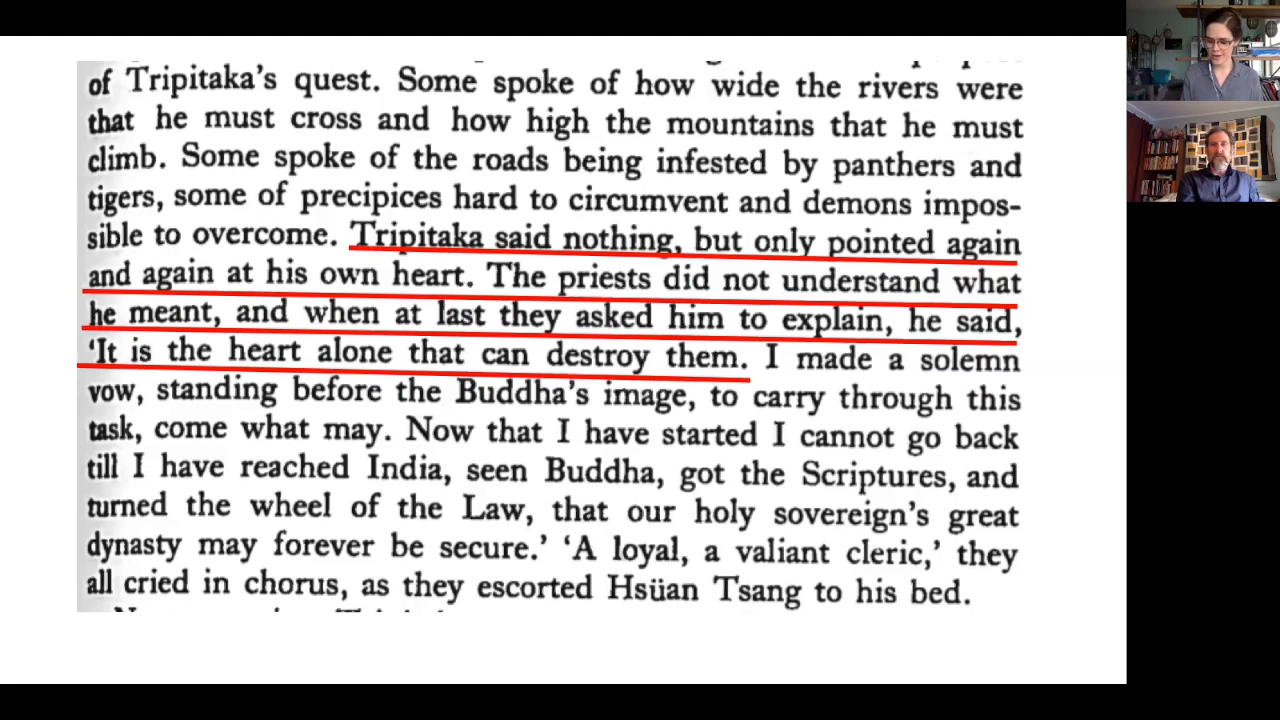 of Tripitaka's quest. Some spoke of how wide the rivers were
that he must cross and how high the mountains that he must
climb. Some spoke of the roads being infested by panthers and
tigers, some of precipices hard to circumvent and demons impos-
sible to overcome. Tripitaka said nothing, but only pointed again
and again at his own heart. The priests did not understand what
he meant, and when at last they asked him to explain, he said,
'It is the heart alone that can destroy them. I made a solemn
vow, standing before the Buddha's image, to carry through this
task, come what may. Now that I have started I cannot go back
till I have reached India, seen Buddha, got the Scriptures, and
turned the wheel of the Law, that our holy sovereign's great
dynasty may forever be secure.' 'A loyal, a valiant cleric,' they
all cried in chorus, as they escorted Hsüan Tsang to his bed.